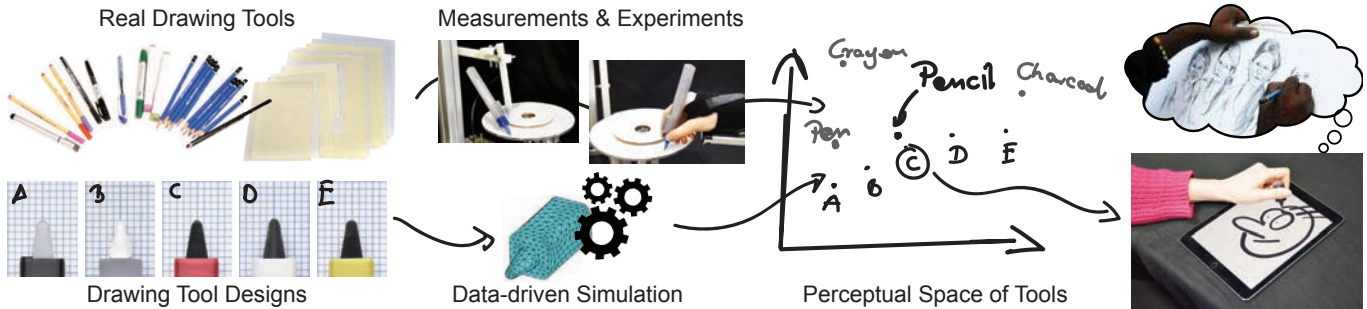 Real Drawing Tools
Measurements & Experiments
Crayon
Pencil
Charcoal
Pen
C
D
E
B
A
A
B
C
D
E
Drawing Tool Designs
Data-driven Simulation
Perceptual Space of Tools